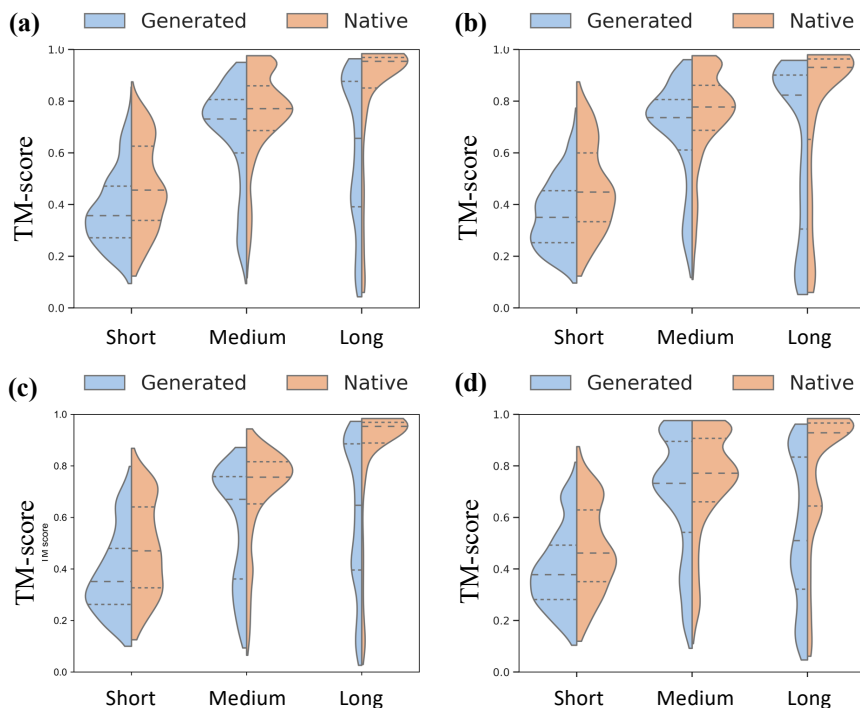 (a) Generated Native
1.0
0.8
0.6
0.4
0.2
0.0
TM-score
Short Medium Long
(b) Generated Native
1.0
0.8
0.6
0.4
0.2
0.0
TM-score
Short Medium Long
(c) Generated Native
1.0
0.8
0.6
0.4
0.2
0.0
TM-score
TM score
Short Medium Long
(d) Generated Native
1.0
0.8
0.6
0.4
0.2
0.0
TM-score
Short Medium Long